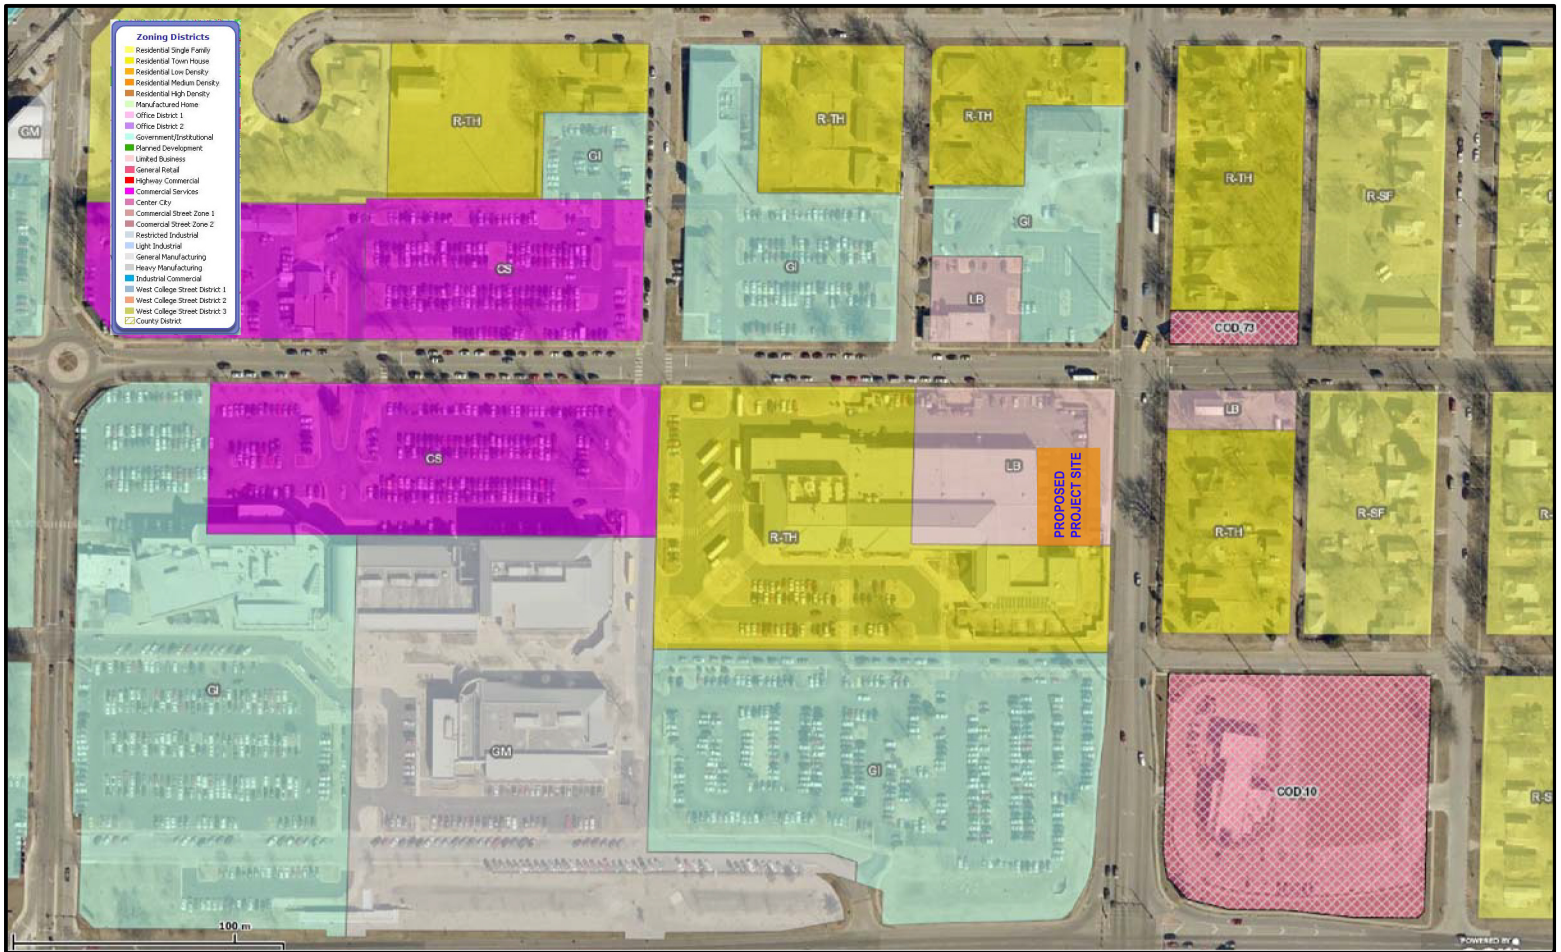 Zoning Districts
Residential Single Family
Residential Town House
Residential Low Density
Residential Medium Density
Residential High Density
Manufactured Home
Office District 1
Office District 2
Government/Institutional
Planned Development
Limited Business
General Retail
Highway Commercial
Commercial Services
Center City
Commercial Street Zone 1
Commercial Street Zone 2
Restricted Industrial
Light Industrial
General Manufacturing
Heavy Manufacturing
Industrial Commercial
West College Street District 1
West College Street District 2
West College Street District 3
County District
GM
R-TH
GI
R-TH
R-TH
R-TH
R-SF
GI
CS
GI
LB
COD 73
CS
LB
LB
PROPOSED
PROJECT SITE
R-TH
R-TH
R-SF
R-
GI
GM
GI
COD 10
R-S
100 m
POWERED BY